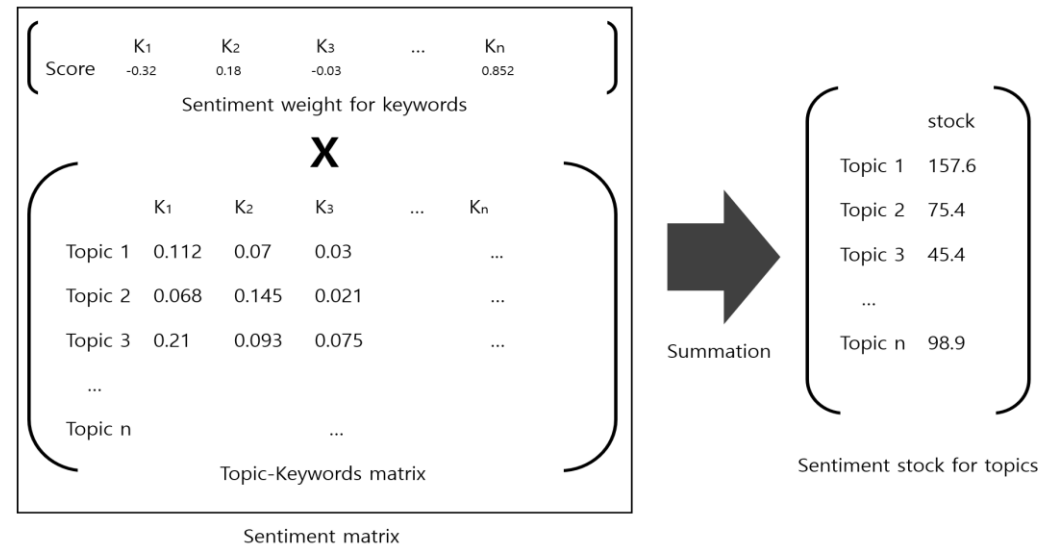 K1 K2 K3 ... Kn
Score -0.32 0.18 -0.03 0.852
Sentiment weight for keywords
X
K1 K2 K3 ... Kn
Topic 1 0.112 0.07 0.03 ...
Topic 2 0.068 0.145 0.021 ...
Topic 3 0.21 0.093 0.075 ...
...
Topic n ...
Topic-Keywords matrix
Sentiment matrix
Summation
stock
Topic 1 157.6
Topic 2 75.4
Topic 3 45.4
...
Topic n 98.9
Sentiment stock for topics